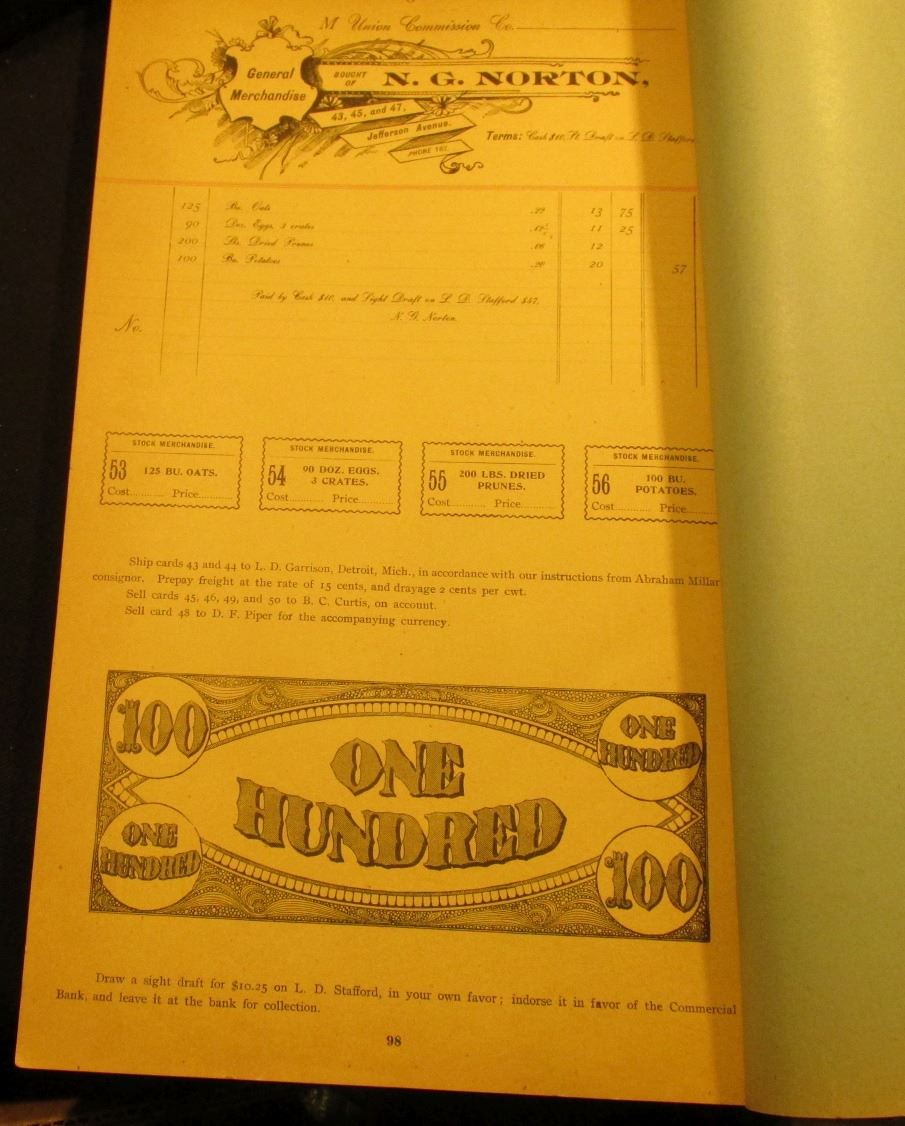 M Union Commission Co.
General
Merchandise
BOUGHT
OF
N. G. NORTON,
43, 45, and 47,
Jefferson Avenue.
PHONE 167.
Terms: Cash $10, St. Draft on L. D. Stafford
125 Bu. Oats 13 75
90 Doz. Eggs, 3 crates 11 25
200 Lbs. Dried Prunes .06 12
100 Bu. Potatoes .20 20 57
Paid by Cash $10, and Sight Draft on L. D. Stafford $47,
N. G. Norton.
No.
STOCK MERCHANDISE.
53 125 BU. OATS.
Cost........... Price...........
STOCK MERCHANDISE.
54 90 DOZ. EGGS.
3 CRATES.
Cost........... Price...........
STOCK MERCHANDISE.
55 200 LBS. DRIED
PRUNES.
Cost........... Price...........
STOCK MERCHANDISE.
56 100 BU.
POTATOES.
Cost........... Price...........
Ship cards 43 and 44 to L. D. Garrison, Detroit, Mich., in accordance with our instructions from Abraham Millar
consignor. Prepay freight at the rate of 15 cents, and drayage 2 cents per cwt.
Sell cards 45, 46, 49, and 50 to B. C. Curtis, on account.
Sell card 48 to D. F. Piper for the accompanying currency.
100
ONE
HUNDRED
ONE
HUNDRED
ONE
HUNDRED
100
Draw a sight draft for $10.25 on L. D. Stafford, in your own favor; indorse it in favor of the Commercial
Bank, and leave it at the bank for collection.
98